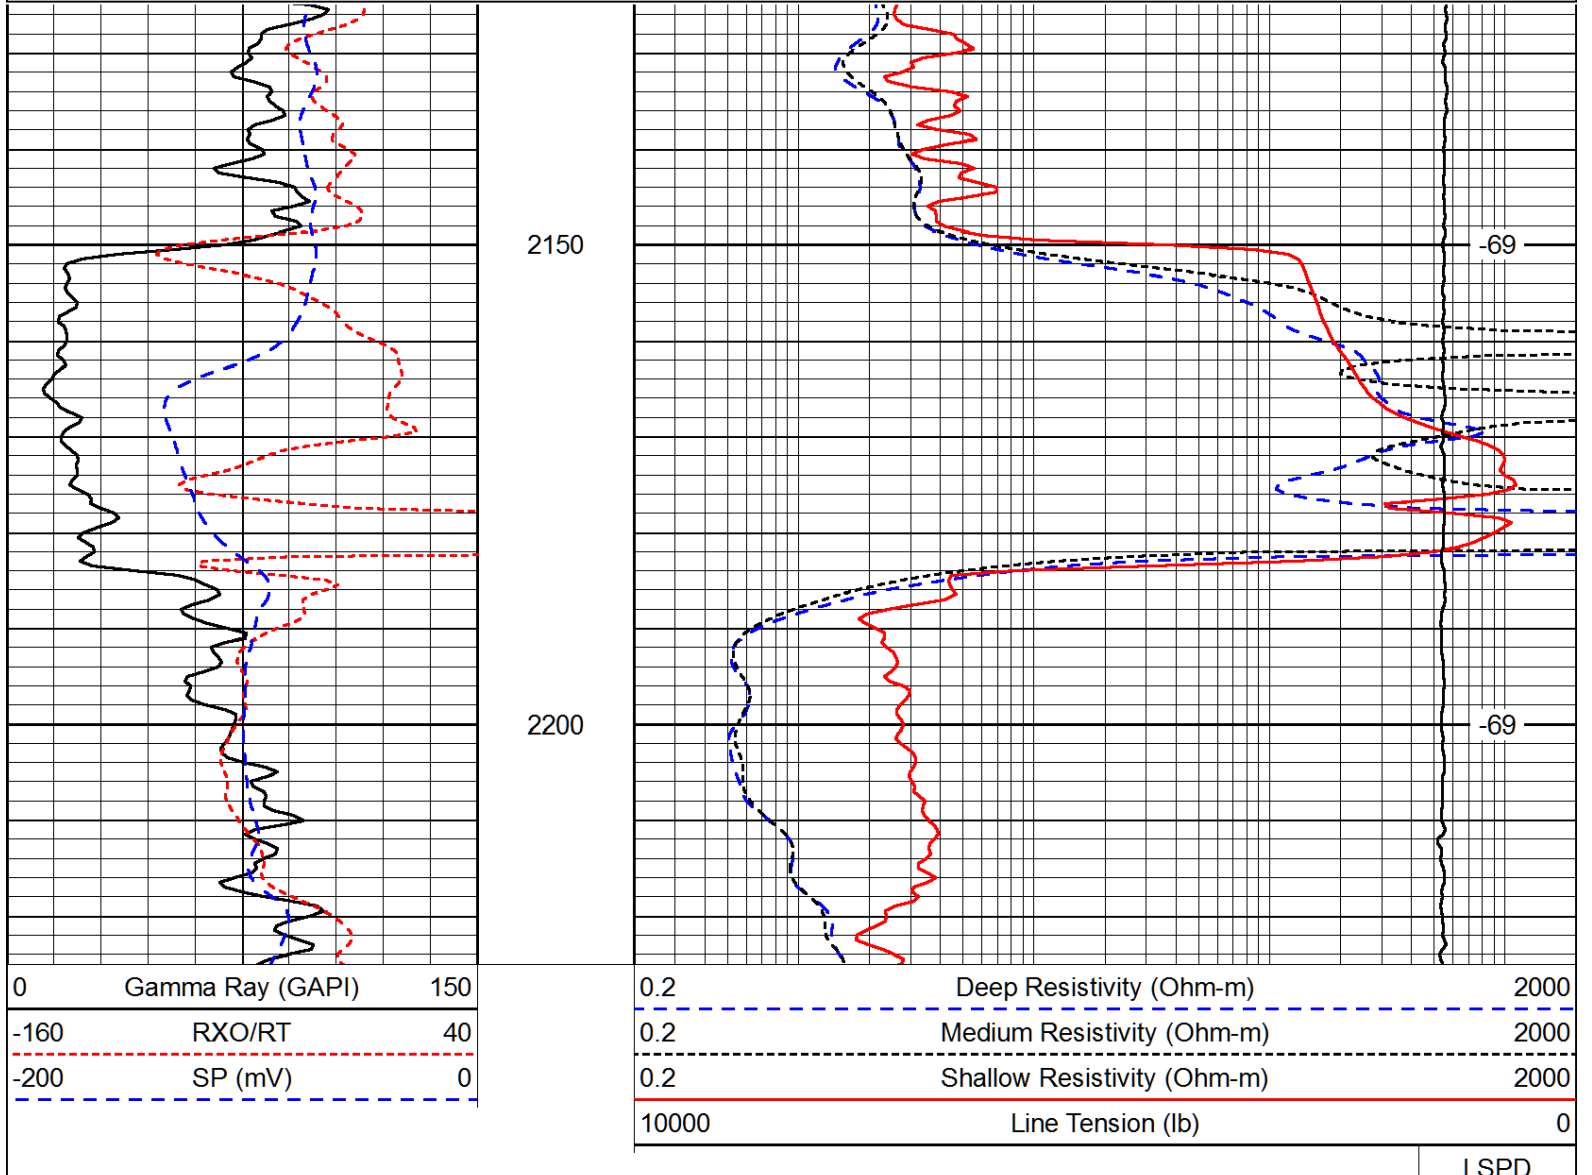 2150
-69
2200
-69
0 Gamma Ray (GAPI) 150
-160 RXO/RT 40
-200 SP (mV) 0
0.2 Deep Resistivity (Ohm-m) 2000
0.2 Medium Resistivity (Ohm-m) 2000
0.2 Shallow Resistivity (Ohm-m) 2000
10000 Line Tension (lb) 0
LSPD